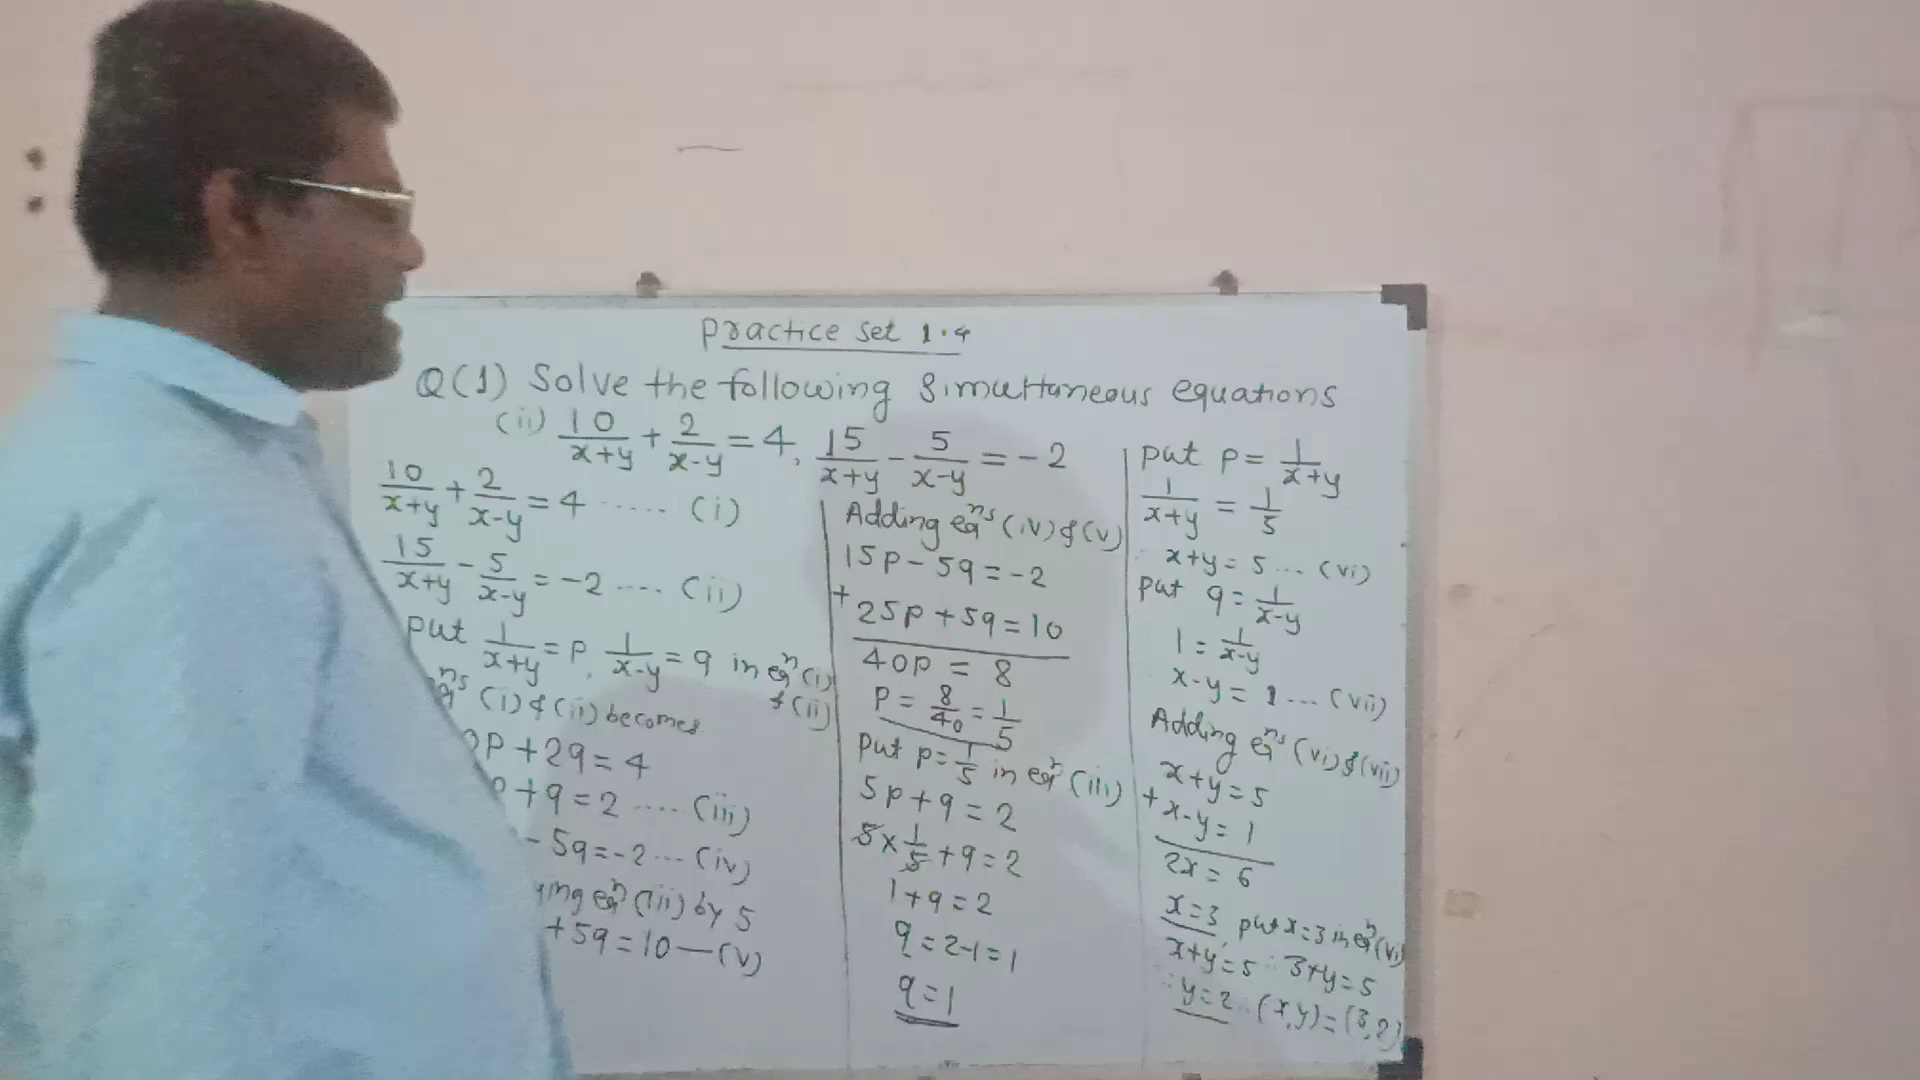 Practice Set 1.4
Q(1) Solve the following Simultaneous equations
(ii) 10/x+y + 2/x-y = 4, 15/x+y - 5/x-y = -2
10/x+y + 2/x-y = 4 ..... (i)
15/x+y - 5/x-y = -2 .... (ii)
put 1/x+y = p, 1/x-y = q in eqn (i)
& (ii)
eqns (i) & (ii) becomes
p + 2q = 4
p + q = 2 .... (iii)
- 5q = -2 ... (iv)
ying eqn (iii) by 5
+ 5q = 10 — (v)
Adding eqns (iv) & (v)
15p - 5q = -2
+ 25p + 5q = 10
40p = 8
p = 8/40 = 1/5
put p = 1/5 in eqn (iii)
5p + q = 2
5 x 1/5 + q = 2
1 + q = 2
q = 2-1 = 1
q = 1
put p = 1/x+y
1/x+y = 1/5
x+y = 5 ... (vi)
put q = 1/x-y
1 = 1/x-y
x-y = 1 ... (vii)
Adding eqns (vi) & (vii)
x+y = 5
+ x-y = 1
2x = 6
x = 3, put x = 3 in eqn (vi)
x+y = 5 ∴ 3+y = 5
∴ y = 2 ∴ (x,y) = (3,2)